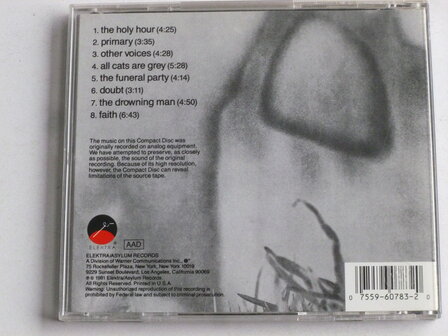 1. the holy hour (4:25)
2. primary (3:35)
3. other voices (4:28)
4. all cats are grey (5:28)
5. the funeral party (4:14)
6. doubt (3:11)
7. the drowning man (4:50)
8. faith (6:43)
The music on this Compact Disc was
originally recorded on analog equipment.
We have attempted to preserve, as closely
as possible, the sound of the original
recording. Because of its high resolution,
however, the Compact Disc can reveal
limitations of the source tape.
ELEKTRA
AAD
ELEKTRA/ASYLUM RECORDS
A Division of Warner Communications Inc.
75 Rockefeller Plaza, New York, New York 10019
9229 Sunset Boulevard, Los Angeles, California 90069
℗ © 1981 Elektra/Asylum Records.
All Rights Reserved. Printed in U.S.A.
Warning: Unauthorized reproduction of this recording is
prohibited by Federal law and subject to criminal prosecution.
0 7559-60783-2 0